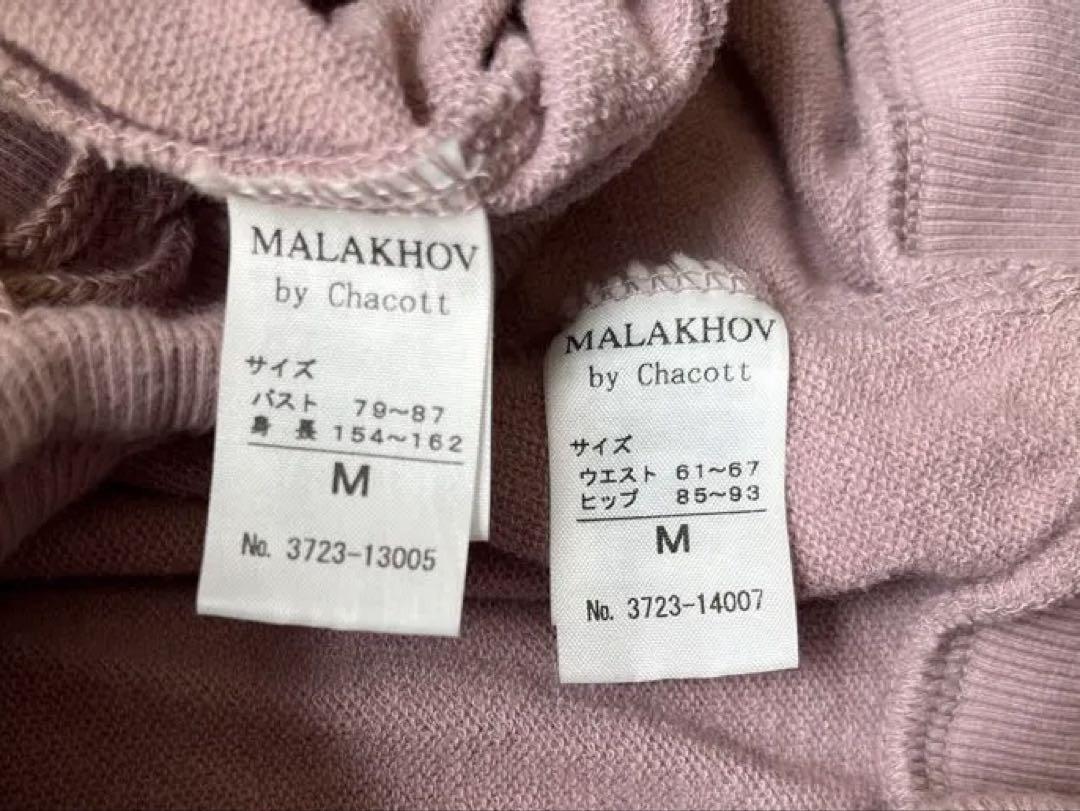 MALAKHOV
by Chacott
サイズ
バスト 79～87
身長 154～162
M
No. 3723-13005
MALAKHOV
by Chacott
サイズ
ウエスト 61～67
ヒップ 85～93
M
No. 3723-14007